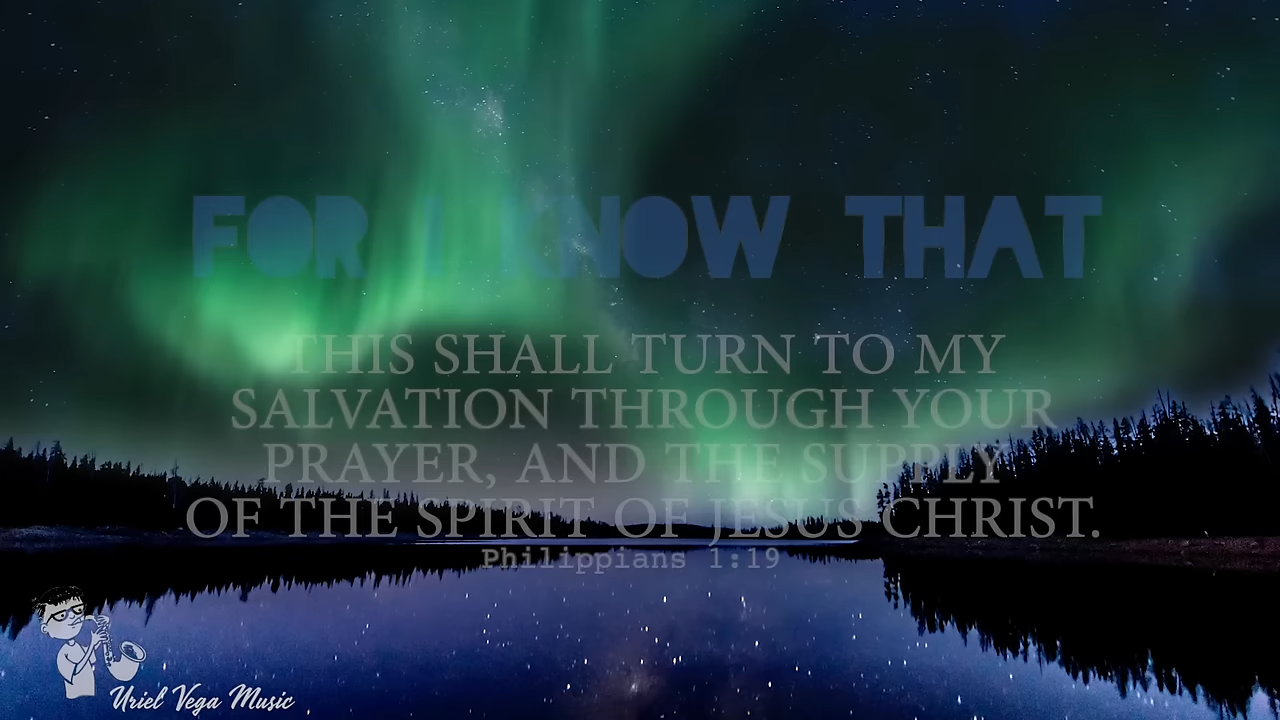 FOR I KNOW THAT
THIS SHALL TURN TO MY
SALVATION THROUGH YOUR
PRAYER, AND THE SUPPLY
OF THE SPIRIT OF JESUS CHRIST.
Philippians 1:19
Uriel Vega Music